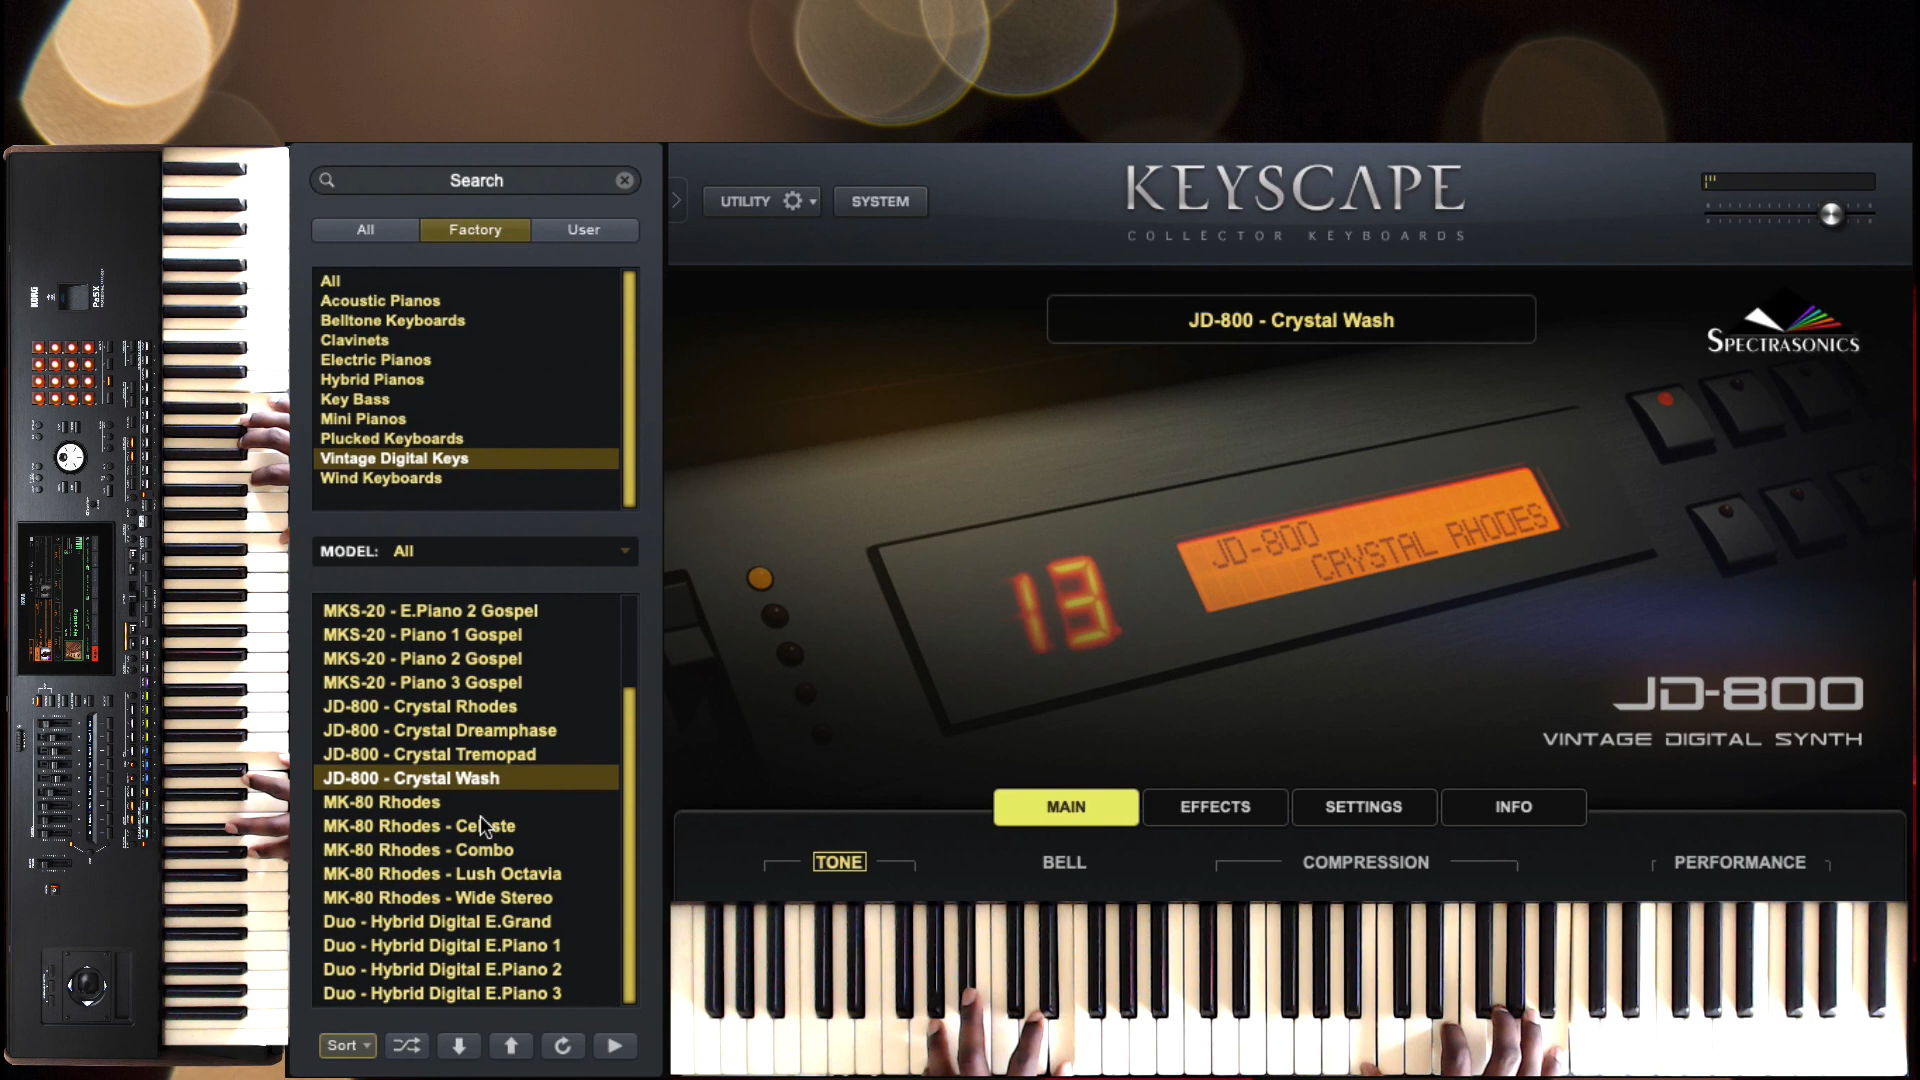 KORG
Pa5X
Search
All
Factory
User
All
Acoustic Pianos
Belltone Keyboards
Clavinets
Electric Pianos
Hybrid Pianos
Key Bass
Mini Pianos
Plucked Keyboards
Vintage Digital Keys
Wind Keyboards
MODEL: All
MKS-20 - E.Piano 2 Gospel
MKS-20 - Piano 1 Gospel
MKS-20 - Piano 2 Gospel
MKS-20 - Piano 3 Gospel
JD-800 - Crystal Rhodes
JD-800 - Crystal Dreamphase
JD-800 - Crystal Tremopad
JD-800 - Crystal Wash
MK-80 Rhodes
MK-80 Rhodes - Celeste
MK-80 Rhodes - Combo
MK-80 Rhodes - Lush Octavia
MK-80 Rhodes - Wide Stereo
Duo - Hybrid Digital E.Grand
Duo - Hybrid Digital E.Piano 1
Duo - Hybrid Digital E.Piano 2
Duo - Hybrid Digital E.Piano 3
Sort
UTILITY
SYSTEM
KEYSCAPE
COLLECTOR KEYBOARDS
JD-800 - Crystal Wash
SPECTRASONICS
13
JD-800
CRYSTAL RHODES
JD-800
VINTAGE DIGITAL SYNTH
MAIN
EFFECTS
SETTINGS
INFO
TONE
BELL
COMPRESSION
PERFORMANCE